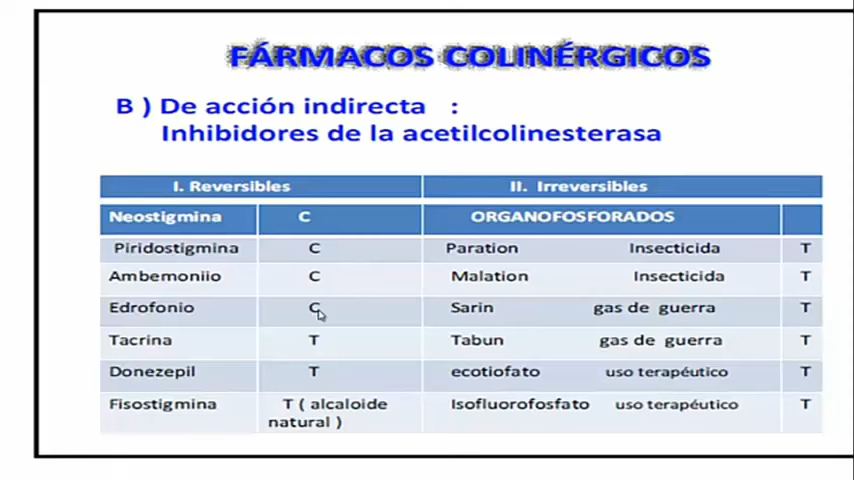 FÁRMACOS COLINÉRGICOS
B ) De acción indirecta :
Inhibidores de la acetilcolinesterasa
I. Reversibles II. Irreversibles
Neostigmina C ORGANOFOSFORADOS
Piridostigmina C Paration Insecticida T
Ambemoniio C Malation Insecticida T
Edrofonio C Sarin gas de guerra T
Tacrina T Tabun gas de guerra T
Donezepil T ecotiofato uso terapéutico T
Fisostigmina T ( alcaloide Isofluorofosfato uso terapéutico T
natural )